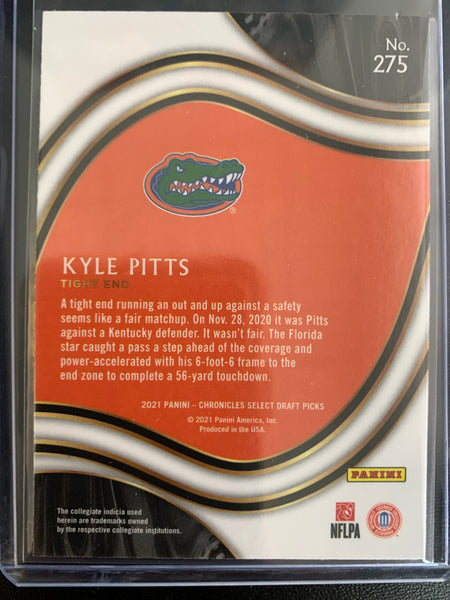 No.
275
®
KYLE PITTS
TIGHT END
A tight end running an out and up against a safety
seems like a fair matchup. On Nov. 28, 2020 it was Pitts
against a Kentucky defender. It wasn't fair. The Florida
star caught a pass a step ahead of the coverage and
power-accelerated with his 6-foot-6 frame to the
end zone to complete a 56-yard touchdown.
2021 PANINI – CHRONICLES SELECT DRAFT PICKS
© 2021 Panini America, Inc.
Produced in the USA.
PANINI
The collegiate indicia used
herein are trademarks owned
by the respective collegiate institutions.
NFLPA